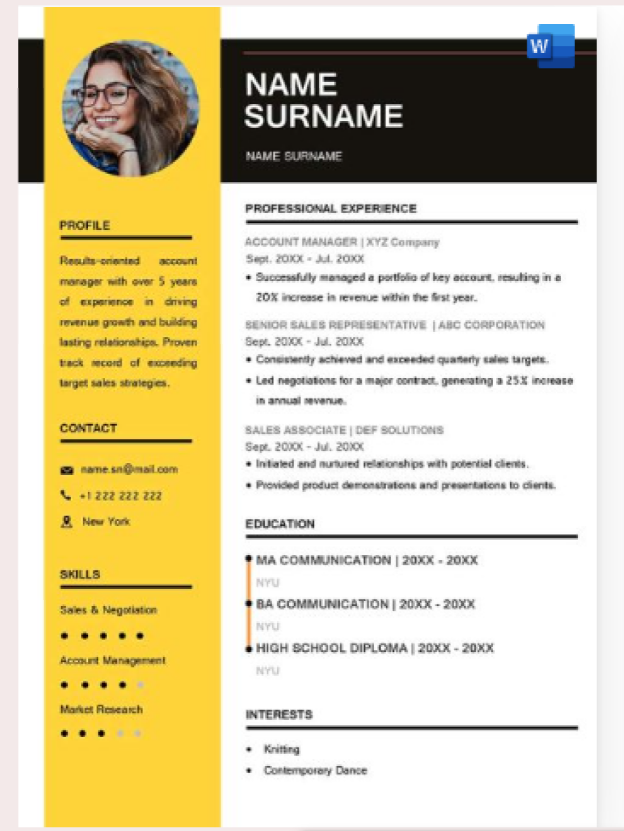 W
NAME
SURNAME
NAME SURNAME
PROFILE
Results-oriented account
manager with over 5 years
of experience in driving
revenue growth and building
lasting relationships. Proven
track record of exceeding
target sales strategies.
CONTACT
name.sn@mail.com
+1 222 222 222
New York
SKILLS
Sales & Negotiation
Account Management
Market Research
PROFESSIONAL EXPERIENCE
ACCOUNT MANAGER | XYZ Company
Sept. 20XX - Jul. 20XX
• Successfully managed a portfolio of key account, resulting in a
20% increase in revenue within the first year.
SENIOR SALES REPRESENTATIVE | ABC CORPORATION
Sept. 20XX - Jul. 20XX
• Consistently achieved and exceeded quarterly sales targets.
• Led negotiations for a major contract, generating a 25% increase
in annual revenue.
SALES ASSOCIATE | DEF SOLUTIONS
Sept. 20XX - Jul. 20XX
• Initiated and nurtured relationships with potential clients.
• Provided product demonstrations and presentations to clients.
EDUCATION
MA COMMUNICATION | 20XX - 20XX
NYU
BA COMMUNICATION | 20XX - 20XX
NYU
HIGH SCHOOL DIPLOMA | 20XX - 20XX
NYU
INTERESTS
• Knitting
• Contemporary Dance